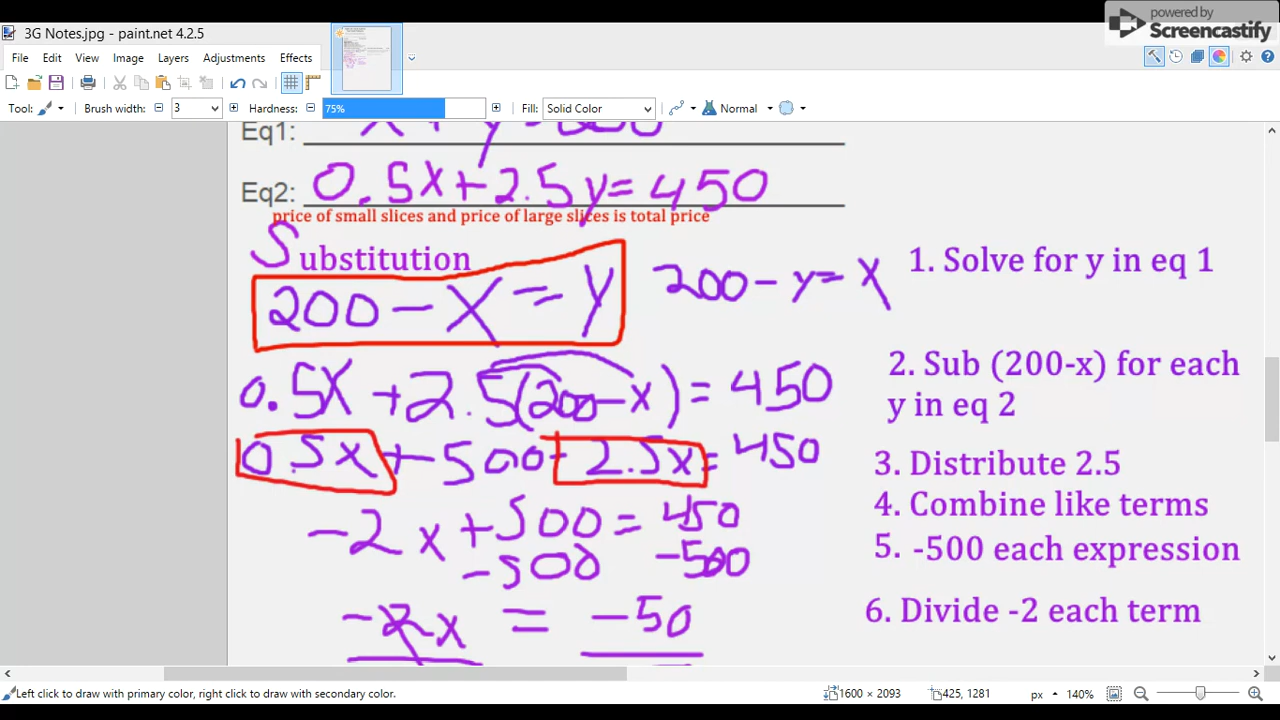 powered by
Screencastify
3G Notes.jpg - paint.net 4.2.5
File Edit View Image Layers Adjustments Effects
Tool: Brush width: 3 Hardness: 75% Fill: Solid Color Normal
Eq1: x + y =
Eq2: 0.5x+2.5y=450
price of small slices and price of large slices is total price
Substitution
200-x=y 200-y=x 1. Solve for y in eq 1
2. Sub (200-x) for each
y in eq 2
0.5x+2.5(200-x)=450
0.5x+500-2.5x=450 3. Distribute 2.5
4. Combine like terms
-2x+500=450
-500 -500 5. -500 each expression
-2x = -50 6. Divide -2 each term
Left click to draw with primary color, right click to draw with secondary color. 1600 × 2093 425, 1281 px 140%